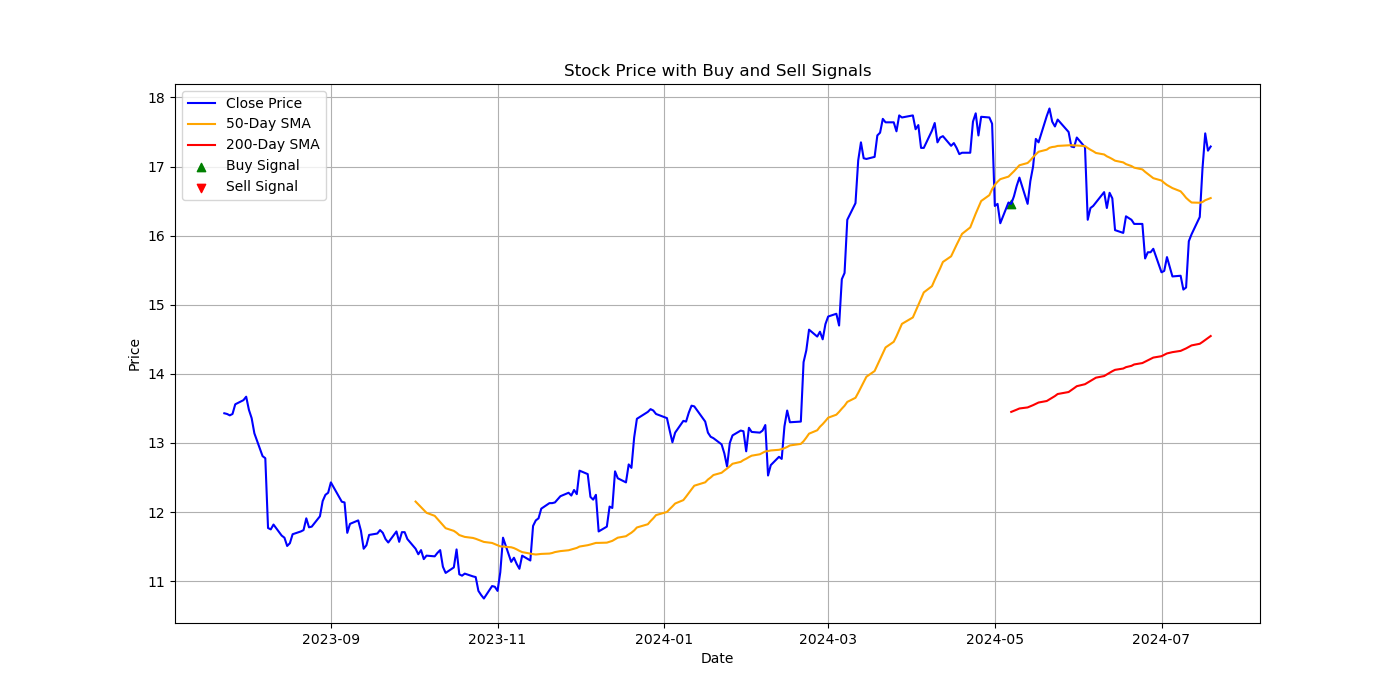 Stock Price with Buy and Sell Signals
Close Price
50-Day SMA
200-Day SMA
Buy Signal
Sell Signal
Price
18
17
16
15
14
13
12
11
2023-09
2023-11
2024-01
2024-03
2024-05
2024-07
Date